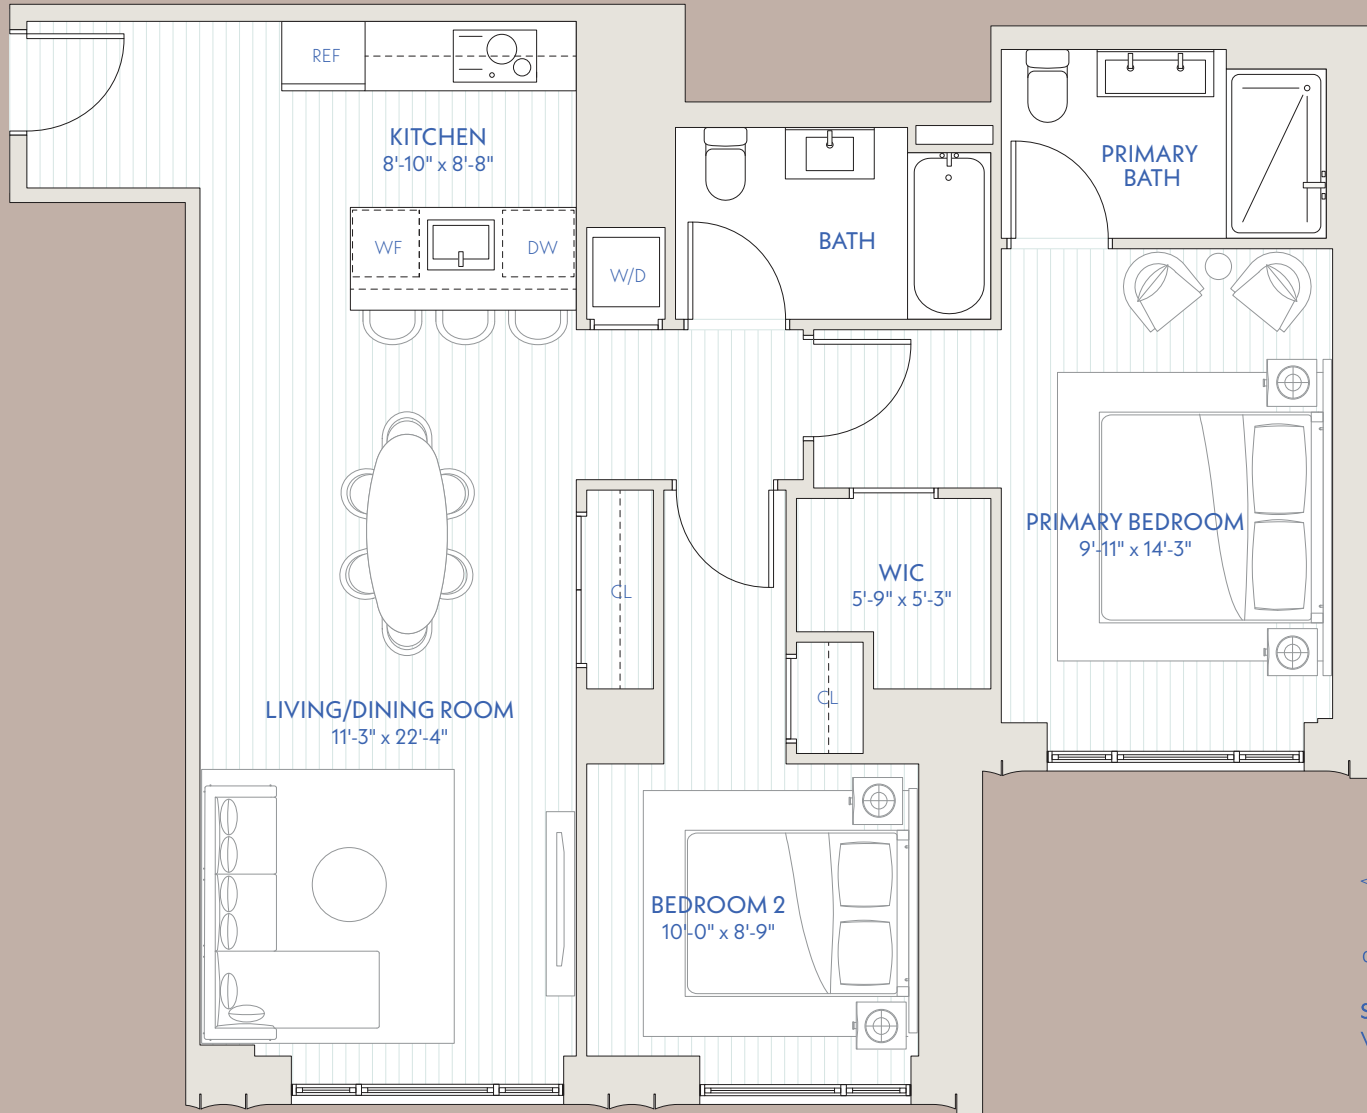 REF
KITCHEN
8'-10" x 8'-8"
WF
DW
W/D
BATH
PRIMARY
BATH
PRIMARY BEDROOM
9'-11" x 14'-3"
WIC
5'-9" x 5'-3"
CL
CL
LIVING/DINING ROOM
11'-3" x 22'-4"
BEDROOM 2
10'-0" x 8'-9"